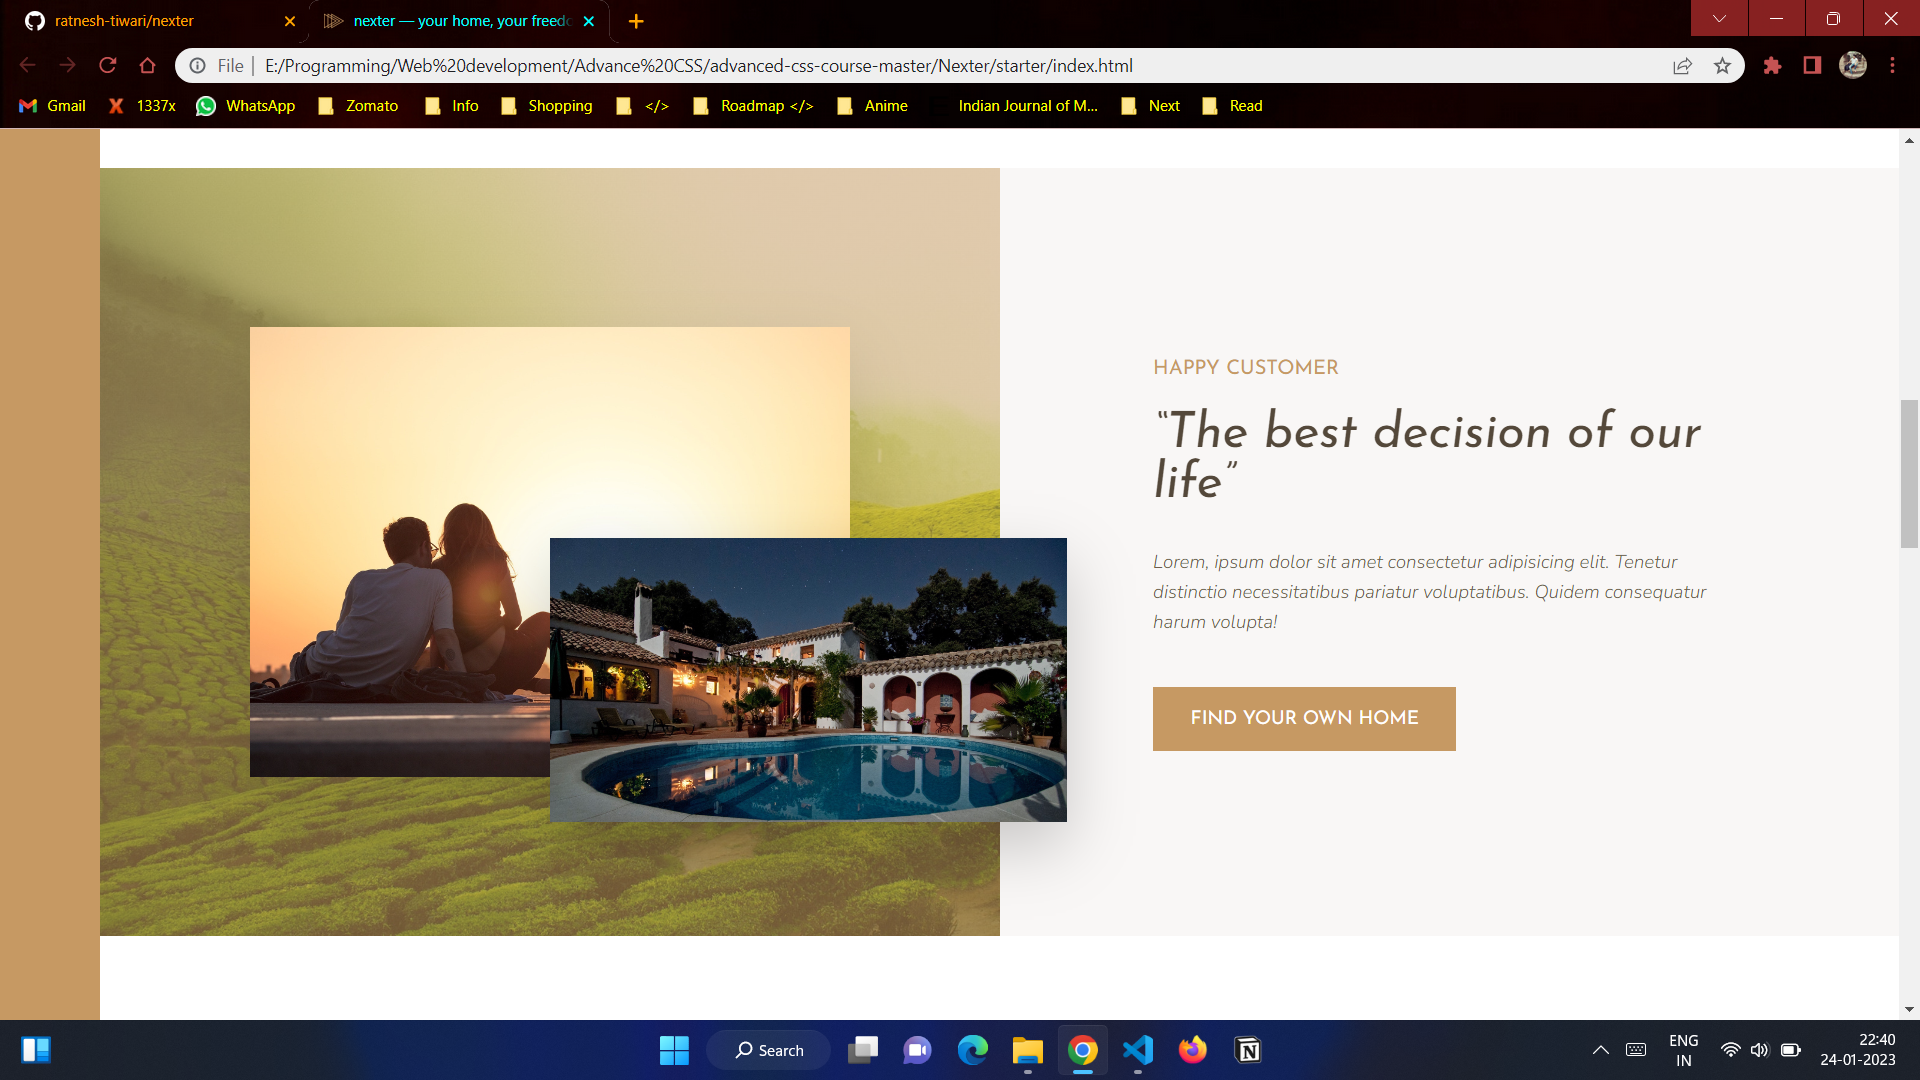 ratnesh-tiwari/nexter
nexter — your home, your freedo
File
E:/Programming/Web%20development/Advance%20CSS/advanced-css-course-master/Nexter/starter/index.html
Gmail
1337x
WhatsApp
Zomato
Info
Shopping
</>
Roadmap </>
Anime
Indian Journal of M...
Next
Read
HAPPY CUSTOMER
“The best decision of our
life”
Lorem, ipsum dolor sit amet consectetur adipisicing elit. Tenetur
distinctio necessitatibus pariatur voluptatibus. Quidem consequatur
harum volupta!
FIND YOUR OWN HOME
Search
ENG
IN
22:40
24-01-2023